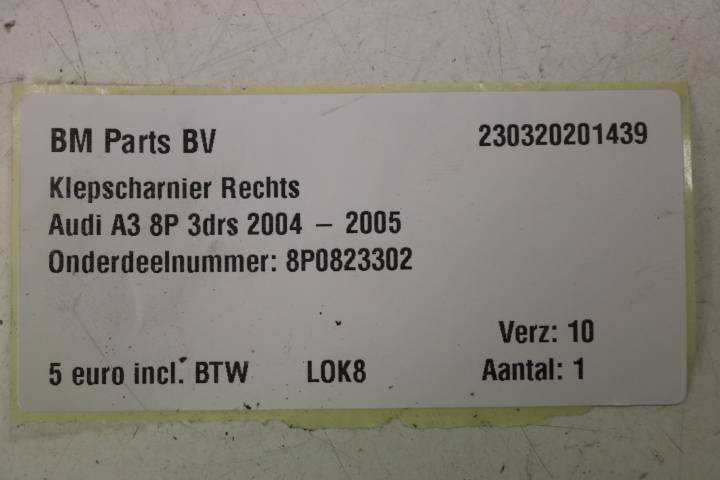 BM Parts BV 230320201439
Klepscharnier Rechts
Audi A3 8P 3drs 2004 – 2005
Onderdeelnummer: 8P0823302
Verz: 10
5 euro incl. BTW LOK8 Aantal: 1